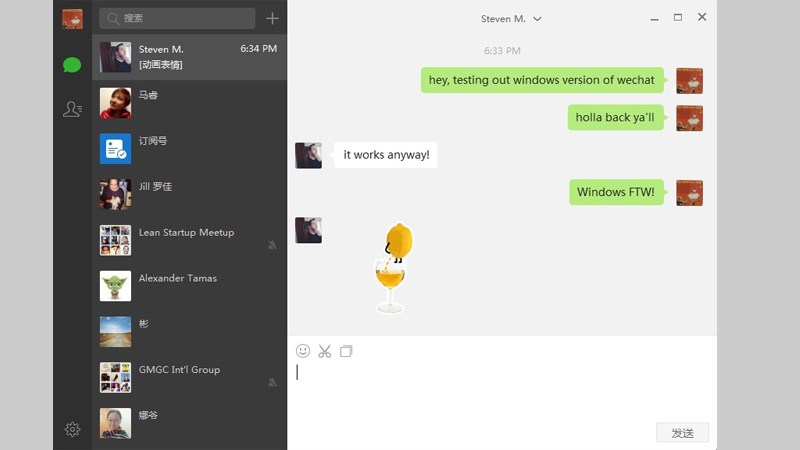 搜索
Steven M.
6:34 PM
[动画表情]
马睿
订阅号
Jill 罗佳
Lean Startup Meetup
Alexander Tamas
彬
GMGC Int'l Group
娜谷
Steven M.
6:33 PM
hey, testing out windows version of wechat
holla back ya'll
it works anyway!
Windows FTW!
发送